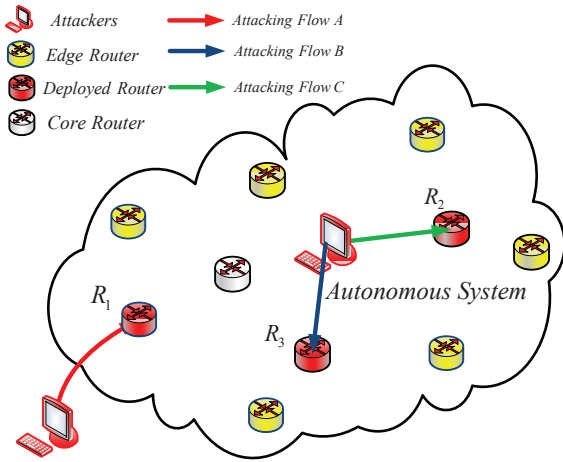 Attackers
Attacking Flow A
Edge Router
Attacking Flow B
Deployed Router
Attacking Flow C
Core Router
R2
Autonomous System
R1
R3